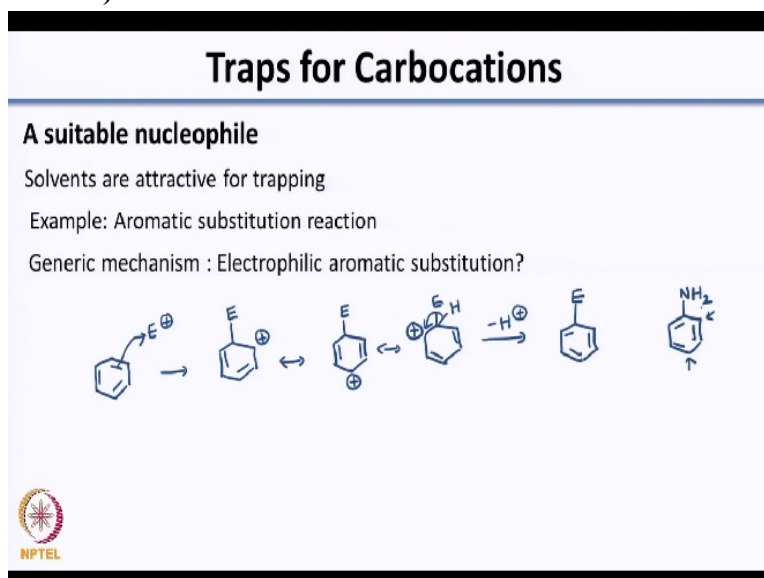 Traps for Carbocations
A suitable nucleophile
Solvents are attractive for trapping
Example: Aromatic substitution reaction
Generic mechanism : Electrophilic aromatic substitution?
E⊕
E
⊕
E
⊕
E H
⊕
-H⊕
E
NH2
NPTEL